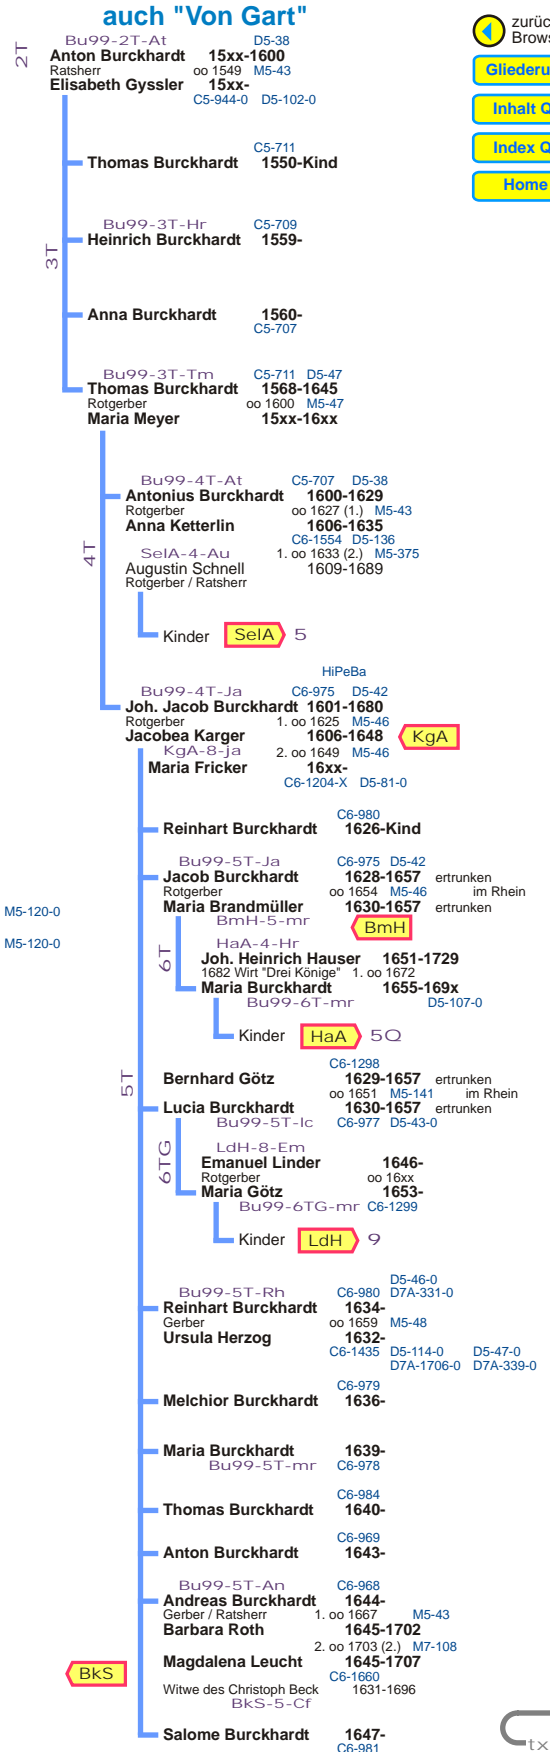 auch "Von Gart"
zurüc
Brows
Gliederu
Inhalt Q
Index Q
Home
2T
Bu99-2T-At D5-38
Anton Burckhardt 15xx-1600
Ratsherr oo 1549 M5-43
Elisabeth Gyssler 15xx-
C5-944-0 D5-102-0
3T
C5-711
Thomas Burckhardt 1550-Kind
Bu99-3T-Hr C5-709
Heinrich Burckhardt 1559-
Anna Burckhardt 1560-
C5-707
Bu99-3T-Tm C5-711 D5-47
Thomas Burckhardt 1568-1645
Rotgerber oo 1600 M5-47
Maria Meyer 15xx-16xx
4T
Bu99-4T-At C5-707 D5-38
Antonius Burckhardt 1600-1629
Rotgerber oo 1627 (1.) M5-43
Anna Ketterlin 1606-1635
C6-1554 D5-136
SelA-4-Au 1. oo 1633 (2.) M5-375
Augustin Schnell 1609-1689
Rotgerber / Ratsherr
Kinder SelA 5
HiPeBa
Bu99-4T-Ja C6-975 D5-42
Joh. Jacob Burckhardt 1601-1680
Rotgerber 1. oo 1625 M5-46
Jacobea Karger 1606-1648 KgA
KgA-8-ja 2. oo 1649 M5-46
Maria Fricker 16xx-
C6-1204-X D5-81-0
5T
C6-980
Reinhart Burckhardt 1626-Kind
Bu99-5T-Ja C6-975 D5-42
Jacob Burckhardt 1628-1657 ertrunken
Rotgerber oo 1654 M5-46 im Rhein
Maria Brandmüller 1630-1657 ertrunken
M5-120-0
BmH-5-mr BmH
M5-120-0
6T
HaA-4-Hr
Joh. Heinrich Hauser 1651-1729
1682 Wirt "Drei Könige" 1. oo 1672
Maria Burckhardt 1655-169x
Bu99-6T-mr D5-107-0
Kinder HaA 5Q
C6-1298
Bernhard Götz 1629-1657 ertrunken
oo 1651 M5-141 im Rhein
Lucia Burckhardt 1630-1657 ertrunken
Bu99-5T-lc C6-977 D5-43-0
6TG
LdH-8-Em
Emanuel Linder 1646-
Rotgerber oo 16xx
Maria Götz 1653-
Bu99-6TG-mr C6-1299
Kinder LdH 9
D5-46-0
Bu99-5T-Rh C6-980 D7A-331-0
Reinhart Burckhardt 1634-
Gerber oo 1659 M5-48
Ursula Herzog 1632-
C6-1435 D5-114-0 D5-47-0
D7A-1706-0 D7A-339-0
C6-979
Melchior Burckhardt 1636-
Maria Burckhardt 1639-
Bu99-5T-mr C6-978
C6-984
Thomas Burckhardt 1640-
C6-969
Anton Burckhardt 1643-
Bu99-5T-An C6-968
Andreas Burckhardt 1644-
Gerber / Ratsherr 1. oo 1667 M5-43
Barbara Roth 1645-1702
2. oo 1703 (2.) M7-108
BkS Magdalena Leucht 1645-1707
C6-1660
Witwe des Christoph Beck 1631-1696
BkS-5-Cf
Salome Burckhardt 1647-
C6-981
tx